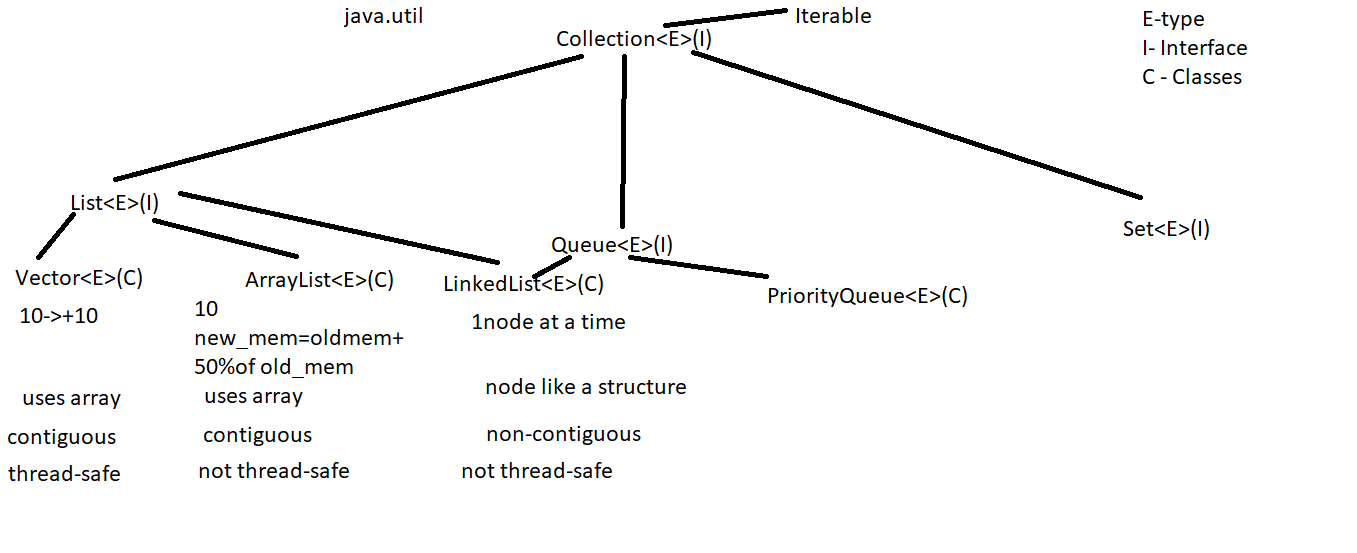 java.util
Iterable
Collection<E>(I)
E-type
I- Interface
C - Classes
List<E>(I)
Queue<E>(I)
Set<E>(I)
Vector<E>(C)
10->+10
uses array
contiguous
thread-safe
ArrayList<E>(C)
10
new_mem=oldmem+
50%of old_mem
uses array
contiguous
not thread-safe
LinkedList<E>(C)
1node at a time
node like a structure
non-contiguous
not thread-safe
PriorityQueue<E>(C)